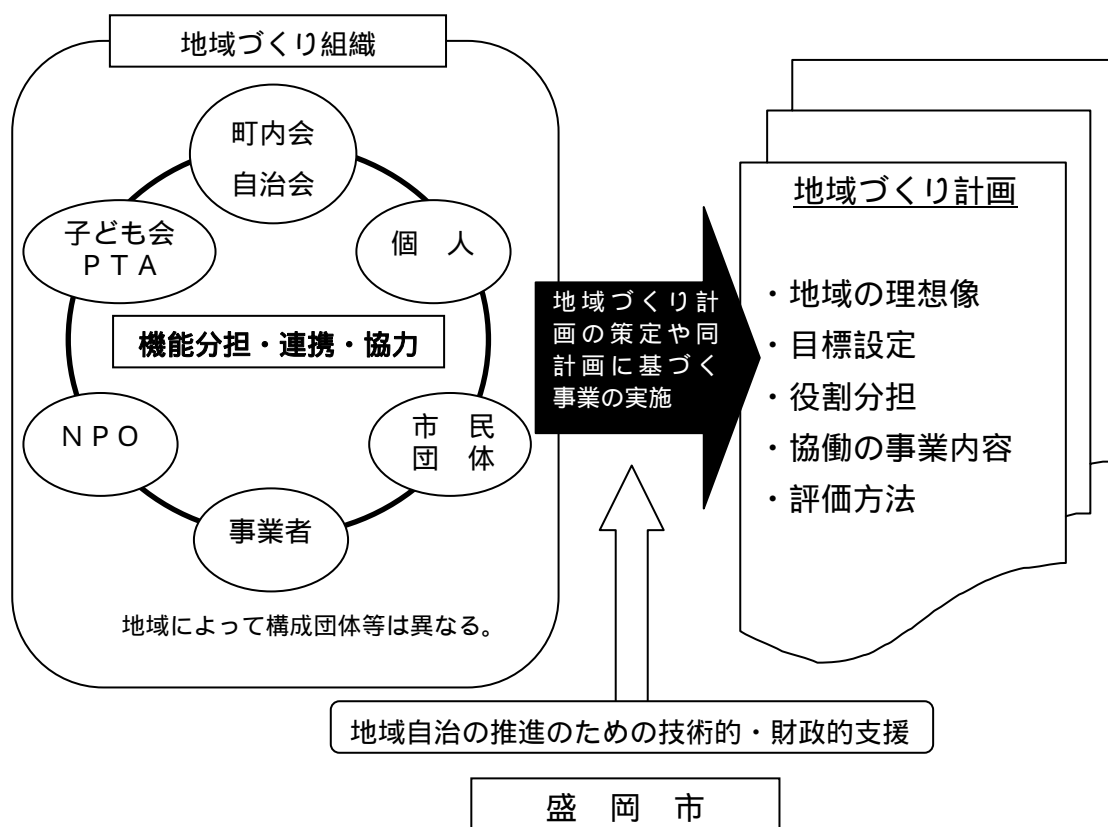 地域づくり組織
町内会
自治会
子ども会
ＰＴＡ
個　人
機能分担・連携・協力
ＮＰＯ
市　民
団　体
事業者
地域によって構成団体等は異なる。
地域づくり計
画の策定や同
計画に基づく
事業の実施
地域づくり計画
・地域の理想像
・目標設定
・役割分担
・協働の事業内容
・評価方法
地域自治の推進のための技術的・財政的支援
盛　岡　市